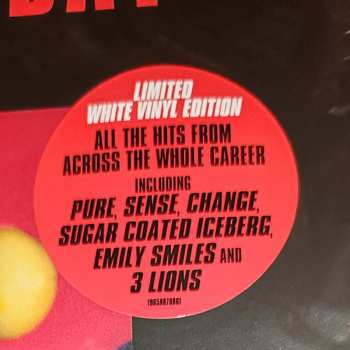 LIMITED
WHITE VINYL EDITION
ALL THE HITS FROM
ACROSS THE WHOLE CAREER
INCLUDING
PURE, SENSE, CHANGE,
SUGAR COATED ICEBERG,
EMILY SMILES AND
3 LIONS